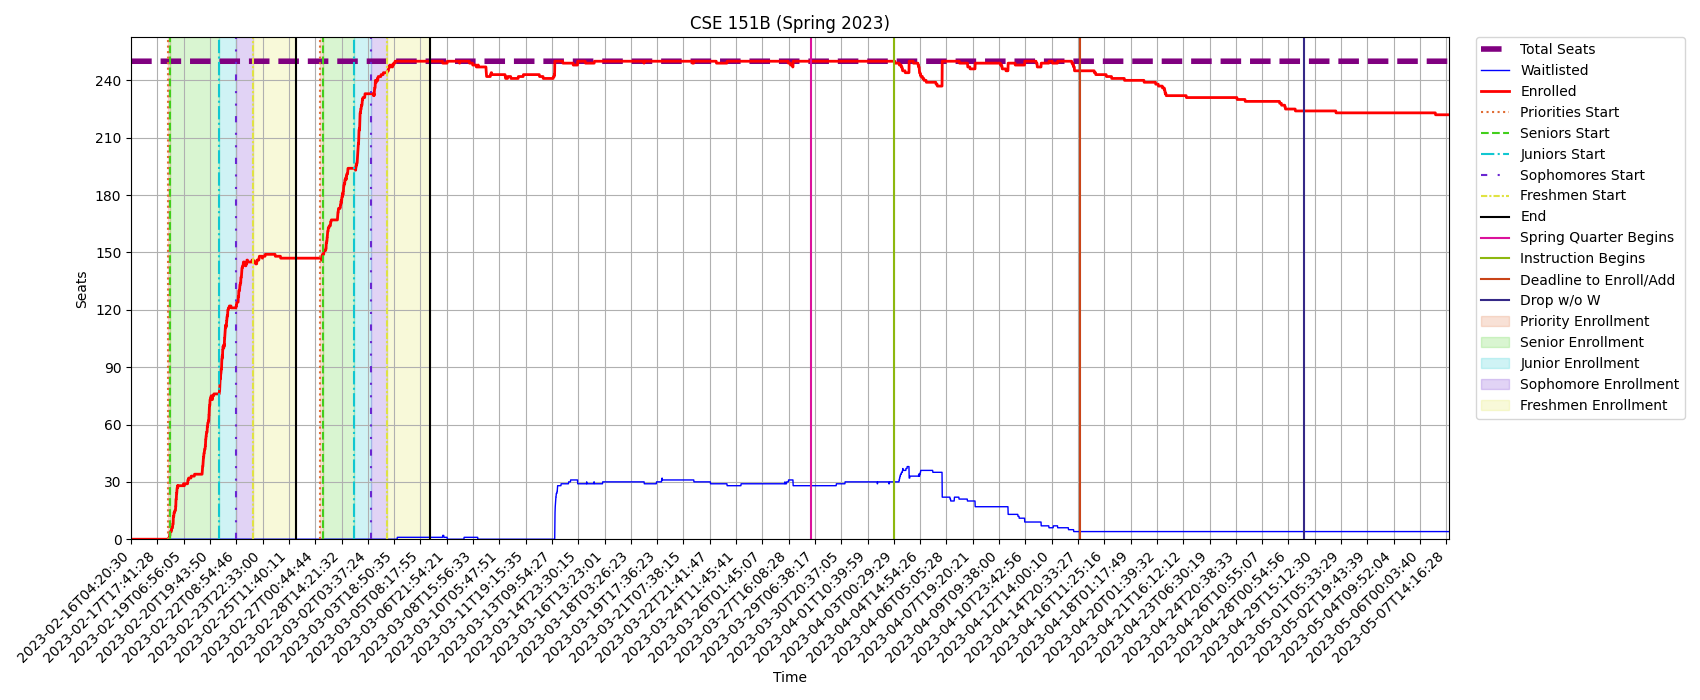 CSE 151B (Spring 2023)
Seats
240
210
180
150
120
90
60
30
0
2023-02-16T04:20:30
2023-02-17T17:41:28
2023-02-19T06:56:05
2023-02-20T19:43:50
2023-02-22T08:54:46
2023-02-23T22:33:00
2023-02-25T11:40:11
2023-02-27T00:44:44
2023-02-28T14:21:32
2023-03-02T03:37:24
2023-03-03T18:50:35
2023-03-05T08:17:55
2023-03-06T21:54:21
2023-03-08T15:56:33
2023-03-10T05:47:51
2023-03-11T19:15:35
2023-03-13T09:54:27
2023-03-14T23:30:15
2023-03-16T13:23:01
2023-03-18T03:26:23
2023-03-19T17:36:23
2023-03-21T07:38:15
2023-03-22T21:41:47
2023-03-24T11:45:41
2023-03-26T01:45:07
2023-03-27T16:08:28
2023-03-29T06:38:17
2023-03-30T20:37:05
2023-04-01T10:39:59
2023-04-03T00:29:29
2023-04-04T14:54:26
2023-04-06T05:05:28
2023-04-07T19:20:21
2023-04-09T09:38:00
2023-04-10T23:42:56
2023-04-12T14:00:10
2023-04-14T20:33:27
2023-04-16T11:25:16
2023-04-18T01:17:49
2023-04-20T01:39:32
2023-04-21T16:12:12
2023-04-23T06:30:19
2023-04-24T20:38:33
2023-04-26T10:55:07
2023-04-28T00:54:56
2023-04-29T15:12:30
2023-05-01T05:33:29
2023-05-02T19:43:39
2023-05-04T09:52:04
2023-05-06T00:03:40
2023-05-07T14:16:28
Time
Total Seats
Waitlisted
Enrolled
Priorities Start
Seniors Start
Juniors Start
Sophomores Start
Freshmen Start
End
Spring Quarter Begins
Instruction Begins
Deadline to Enroll/Add
Drop w/o W
Priority Enrollment
Senior Enrollment
Junior Enrollment
Sophomore Enrollment
Freshmen Enrollment